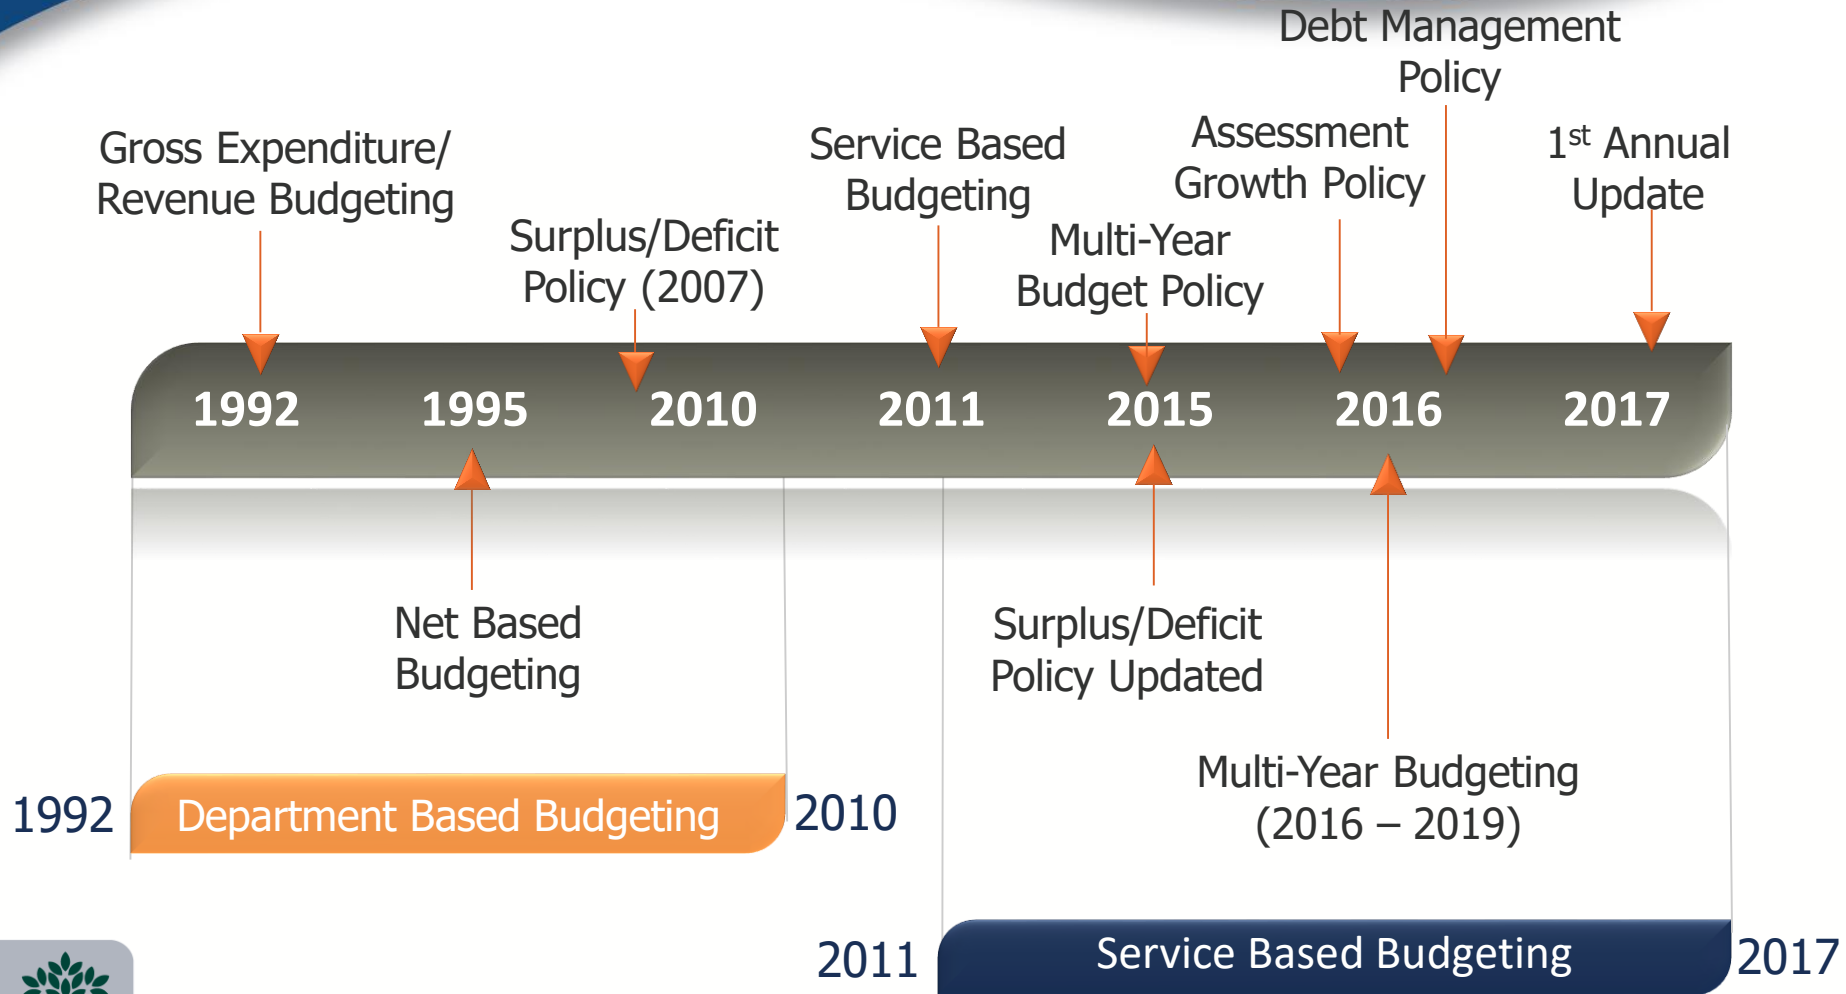 Debt Management
Policy
Gross Expenditure/
Revenue Budgeting
Surplus/Deficit
Policy (2007)
Service Based
Budgeting
Multi-Year
Budget Policy
Assessment
Growth Policy
1st Annual
Update
1992 1995 2010 2011 2015 2016 2017
Net Based
Budgeting
Surplus/Deficit
Policy Updated
Multi-Year Budgeting
(2016 – 2019)
1992 Department Based Budgeting 2010
2011 Service Based Budgeting 2017